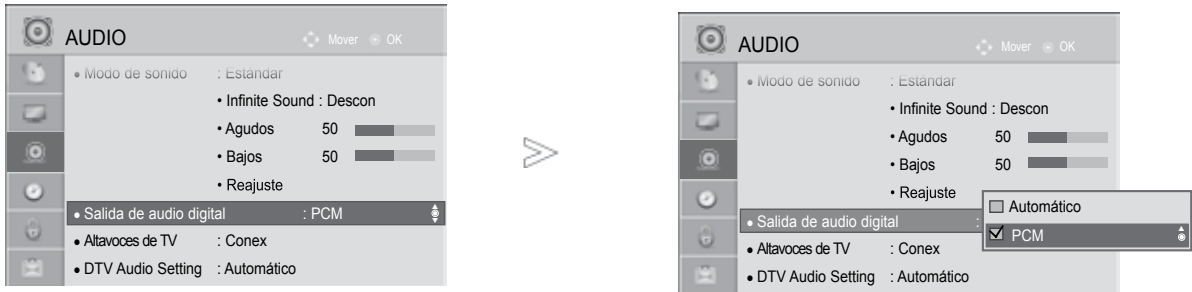 AUDIO
Mover OK
• Modo de sonido : Estándar
• Infinite Sound : Descon
• Agudos 50
• Bajos 50
• Reajuste
• Salida de audio digital : PCM
• Altavoces de TV : Conex
• DTV Audio Setting : Automático
AUDIO
Mover OK
• Modo de sonido : Estándar
• Infinite Sound : Descon
• Agudos 50
• Bajos 50
• Reajuste
• Salida de audio digital :
Automático
PCM
• Altavoces de TV : Conex
• DTV Audio Setting : Automático